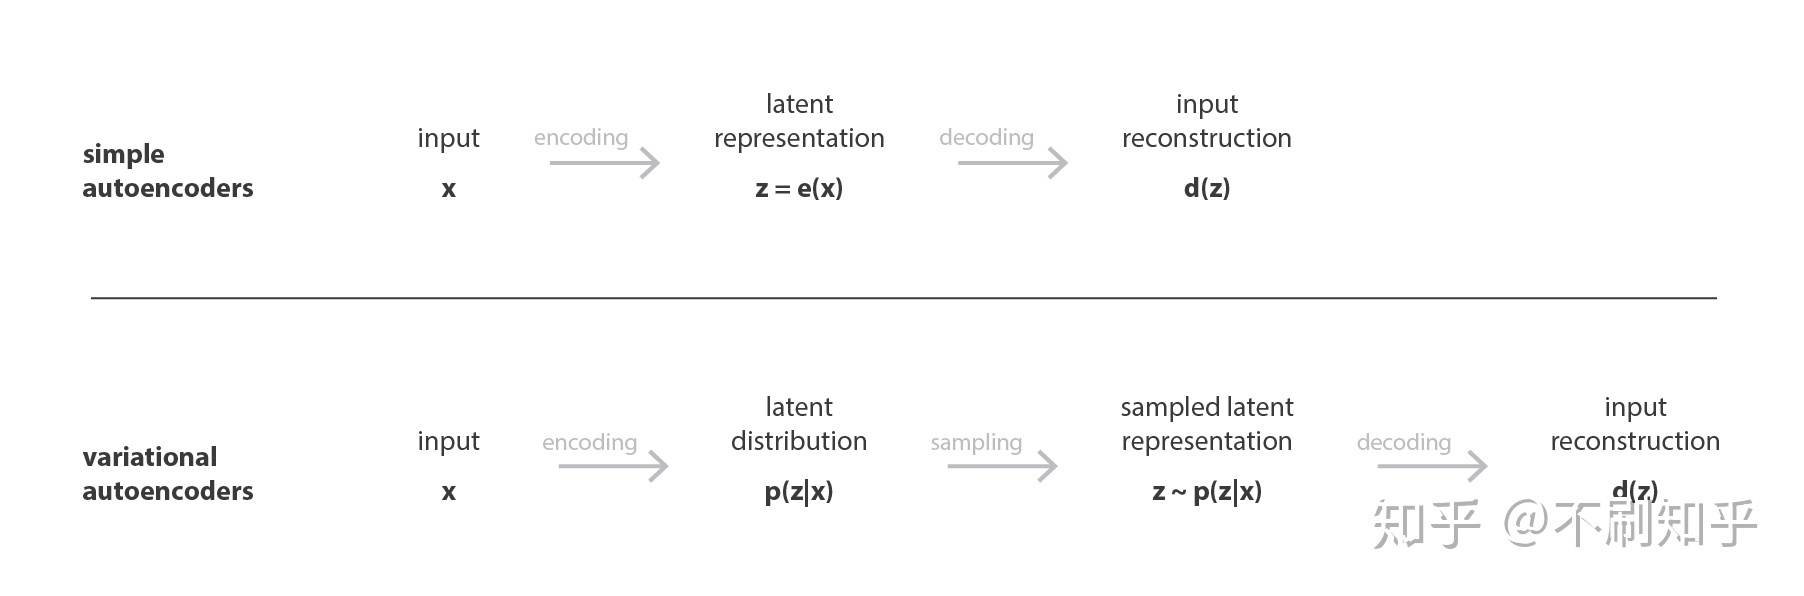 simple
autoencoders
input
x
encoding
latent
representation
z = e(x)
decoding
input
reconstruction
d(z)
variational
autoencoders
input
x
encoding
latent
distribution
p(z|x)
sampling
sampled latent
representation
z ~ p(z|x)
decoding
input
reconstruction
d(z)
知乎 @不刷知乎